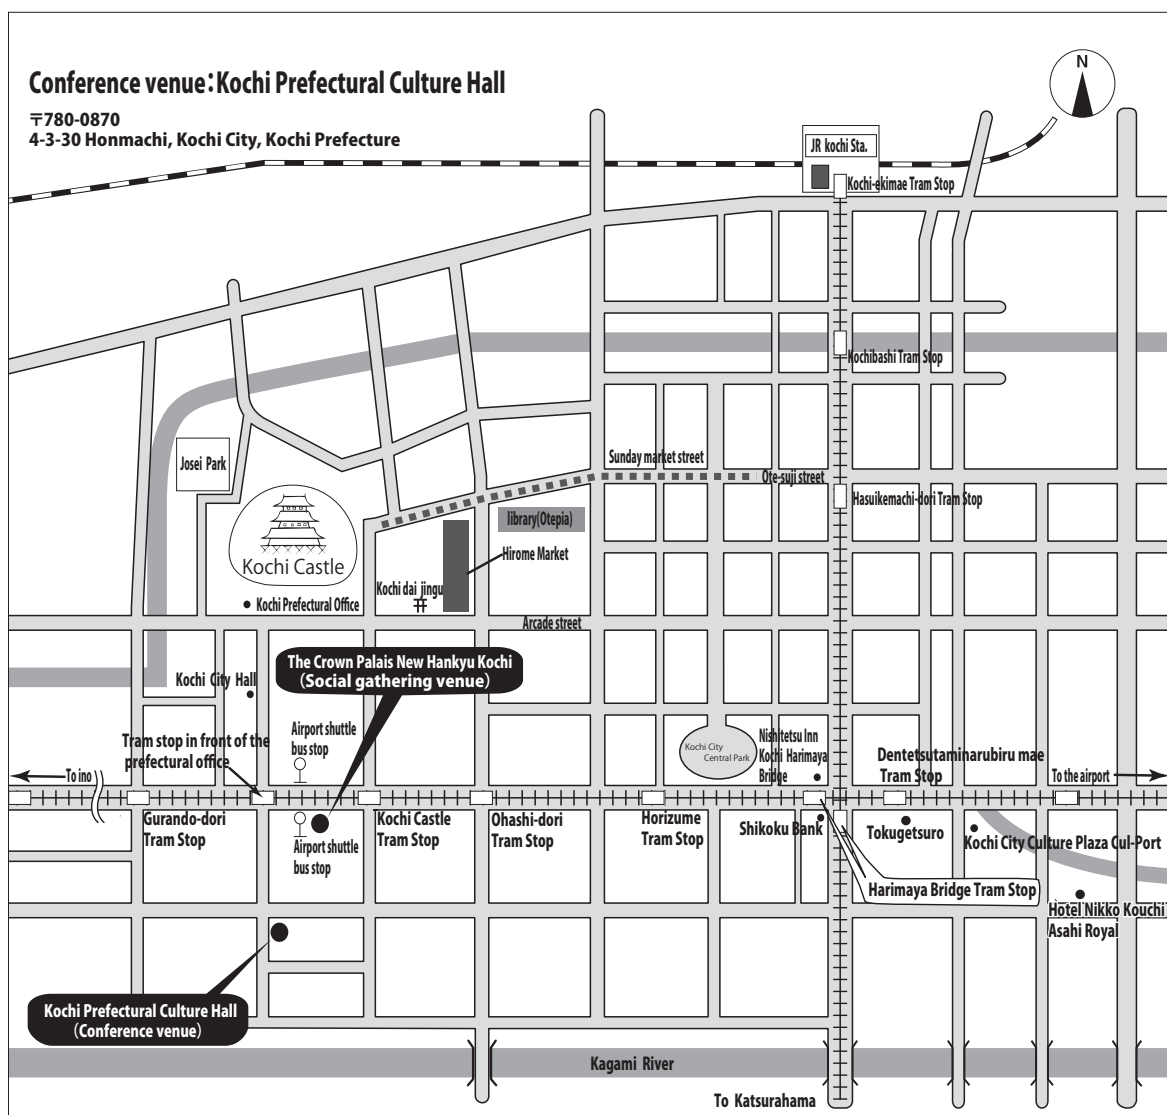 Conference venue:Kochi Prefectural Culture Hall
〒780-0870
4-3-30 Honmachi, Kochi City, Kochi Prefecture
N
JR kochi Sta.
Kochi-ekimae Tram Stop
Kochibashi Tram Stop
Josei Park
Sunday market street
Ote-suji street
Hasuikemachi-dori Tram Stop
library(Otepia)
Hirome Market
Kochi Castle
Kochi dai jingu
Kochi Prefectural Office
Arcade street
The Crown Palais New Hankyu Kochi
(Social gathering venue)
Kochi City Hall
Airport shuttle
bus stop
Tram stop in front of the
prefectural office
Kochi City
Central Park
Nishitetsu Inn
Kochi Harimaya
Bridge
Dentetsutaminarubiru mae
Tram Stop
To ino
To the airport
Gurando-dori
Tram Stop
Airport shuttle
bus stop
Kochi Castle
Tram Stop
Ohashi-dori
Tram Stop
Horizume
Tram Stop
Shikoku Bank
Tokugetsuro
Kochi City Culture Plaza Cul-Port
Harimaya Bridge Tram Stop
Hotel Nikko Kouchi
Asahi Royal
Kochi Prefectural Culture Hall
(Conference venue)
Kagami River
To Katsurahama